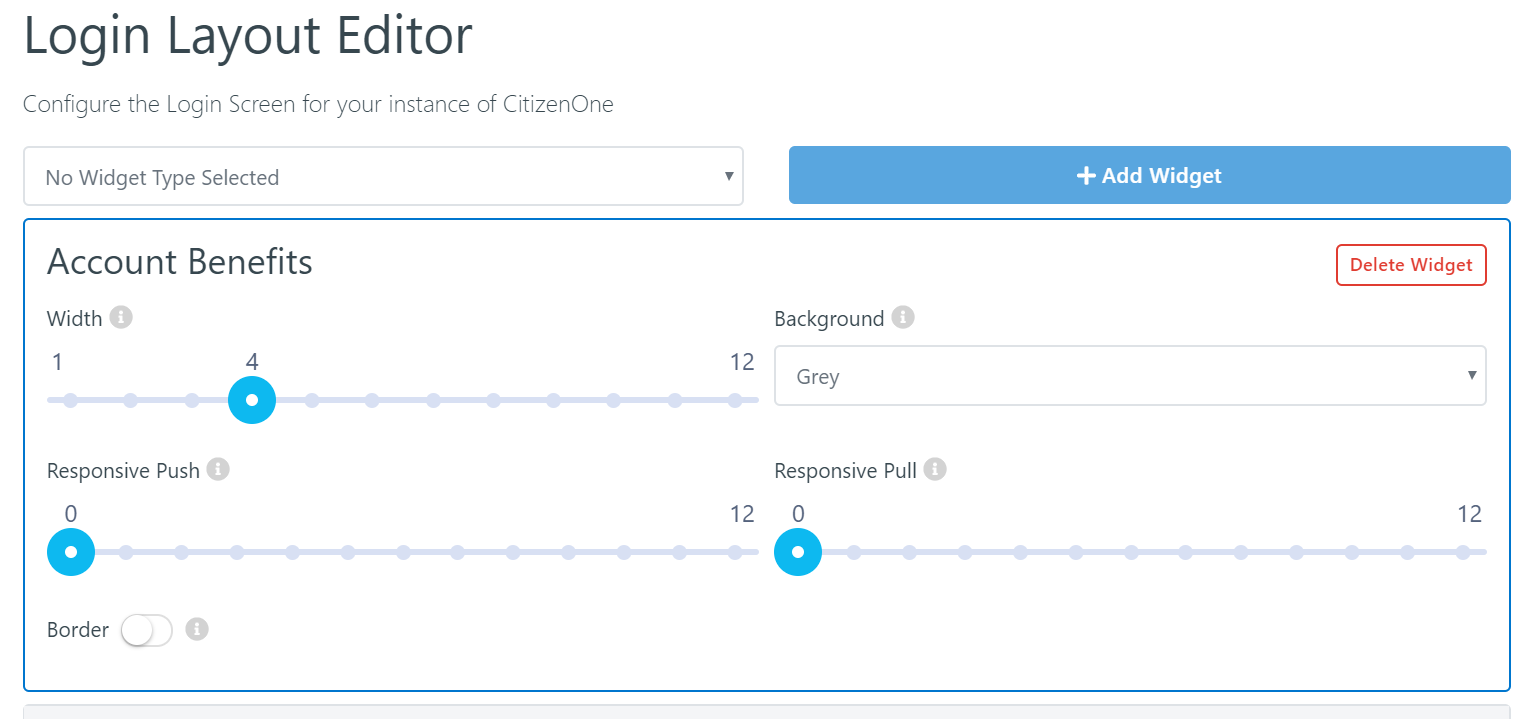 Login Layout Editor
Configure the Login Screen for your instance of CitizenOne
No Widget Type Selected
Add Widget
Account Benefits
Delete Widget
Width
1 4 12
Background
Grey
Responsive Push
0 12
Responsive Pull
0 12
Border